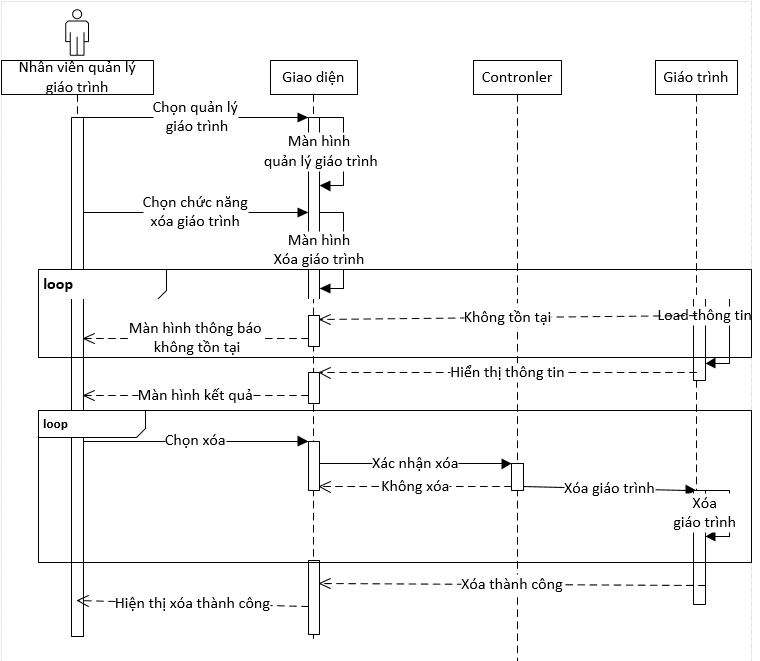 Nhân viên quản lý
giáo trình
Giao diện
Contronler
Giáo trình
Chọn quản lý
giáo trình
Màn hình
quản lý giáo trình
Chọn chức năng
xóa giáo trình
Màn hình
Xóa giáo trình
loop
Không tồn tại
Load thông tin
Màn hình thông báo
không tồn tại
Hiển thị thông tin
Màn hình kết quả
loop
Chọn xóa
Xác nhận xóa
Không xóa
Xóa giáo trình
Xóa
giáo trình
Xóa thành công
Hiện thị xóa thành công